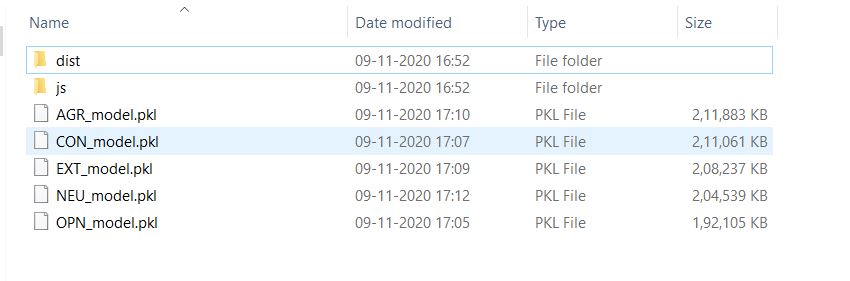 Name Date modified Type Size
dist 09-11-2020 16:52 File folder
js 09-11-2020 16:52 File folder
AGR_model.pkl 09-11-2020 17:10 PKL File 2,11,883 KB
CON_model.pkl 09-11-2020 17:07 PKL File 2,11,061 KB
EXT_model.pkl 09-11-2020 17:09 PKL File 2,08,237 KB
NEU_model.pkl 09-11-2020 17:12 PKL File 2,04,539 KB
OPN_model.pkl 09-11-2020 17:05 PKL File 1,92,105 KB